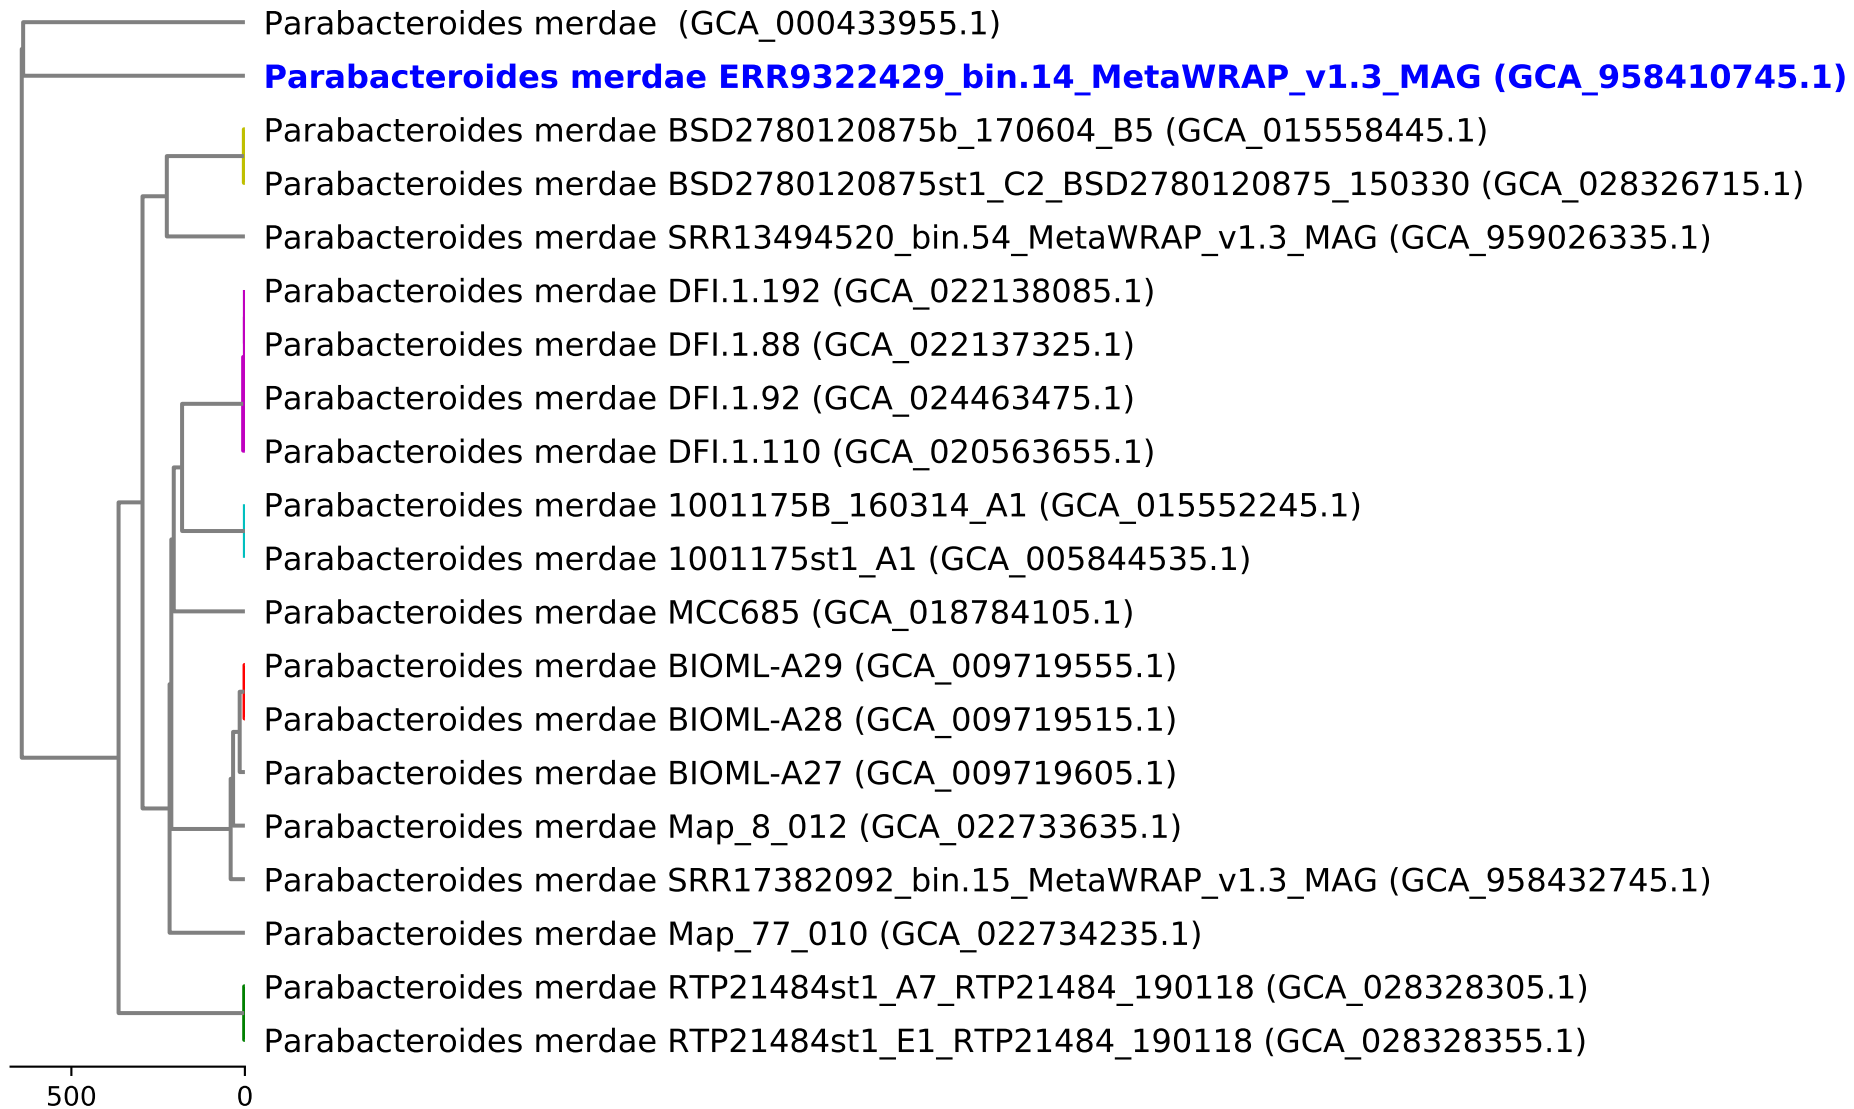 Parabacteroides merdae  (GCA_000433955.1)
Parabacteroides merdae ERR9322429_bin.14_MetaWRAP_v1.3_MAG (GCA_958410745.1)
Parabacteroides merdae BSD2780120875b_170604_B5 (GCA_015558445.1)
Parabacteroides merdae BSD2780120875st1_C2_BSD2780120875_150330 (GCA_028326715.1)
Parabacteroides merdae SRR13494520_bin.54_MetaWRAP_v1.3_MAG (GCA_959026335.1)
Parabacteroides merdae DFI.1.192 (GCA_022138085.1)
Parabacteroides merdae DFI.1.88 (GCA_022137325.1)
Parabacteroides merdae DFI.1.92 (GCA_024463475.1)
Parabacteroides merdae DFI.1.110 (GCA_020563655.1)
Parabacteroides merdae 1001175B_160314_A1 (GCA_015552245.1)
Parabacteroides merdae 1001175st1_A1 (GCA_005844535.1)
Parabacteroides merdae MCC685 (GCA_018784105.1)
Parabacteroides merdae BIOML-A29 (GCA_009719555.1)
Parabacteroides merdae BIOML-A28 (GCA_009719515.1)
Parabacteroides merdae BIOML-A27 (GCA_009719605.1)
Parabacteroides merdae Map_8_012 (GCA_022733635.1)
Parabacteroides merdae SRR17382092_bin.15_MetaWRAP_v1.3_MAG (GCA_958432745.1)
Parabacteroides merdae Map_77_010 (GCA_022734235.1)
Parabacteroides merdae RTP21484st1_A7_RTP21484_190118 (GCA_028328305.1)
Parabacteroides merdae RTP21484st1_E1_RTP21484_190118 (GCA_028328355.1)
500 0